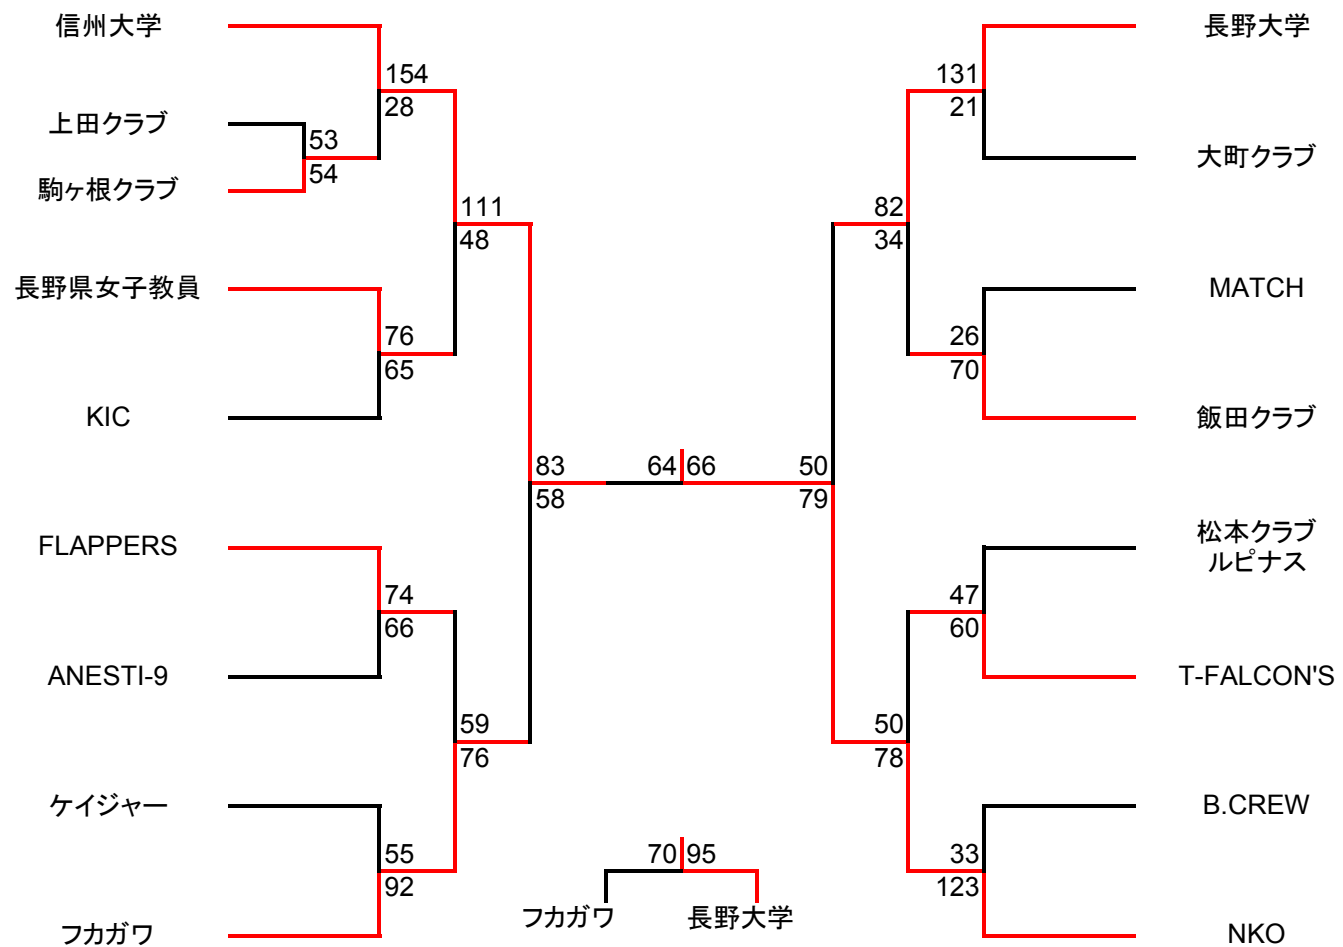 信州大学
154
28
上田クラブ
53
54
駒ヶ根クラブ
111
48
長野県女子教員
76
65
KIC
83
58
FLAPPERS
74
66
ANESTI-9
59
76
ケイジャー
55
92
フカガワ
64
66
70
95
フカガワ
長野大学
長野大学
131
21
大町クラブ
82
34
MATCH
26
70
飯田クラブ
50
79
松本クラブ
ルピナス
47
60
T-FALCON'S
50
78
B.CREW
33
123
NKO